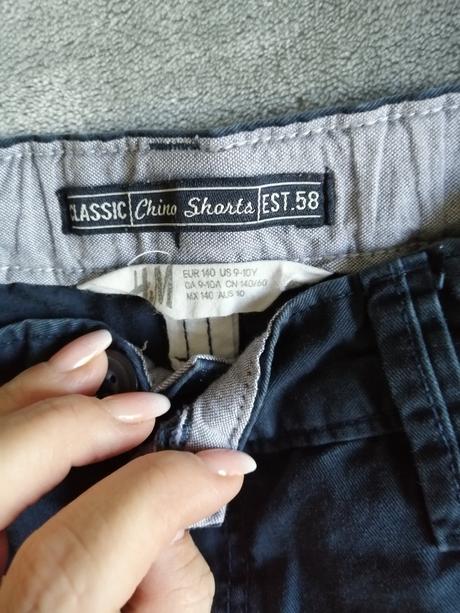 CLASSIC Chino Shorts EST.58
H&M
EUR 140 US 9-10Y
CA 9-10A CN 140/60
MX 140 AUS 10